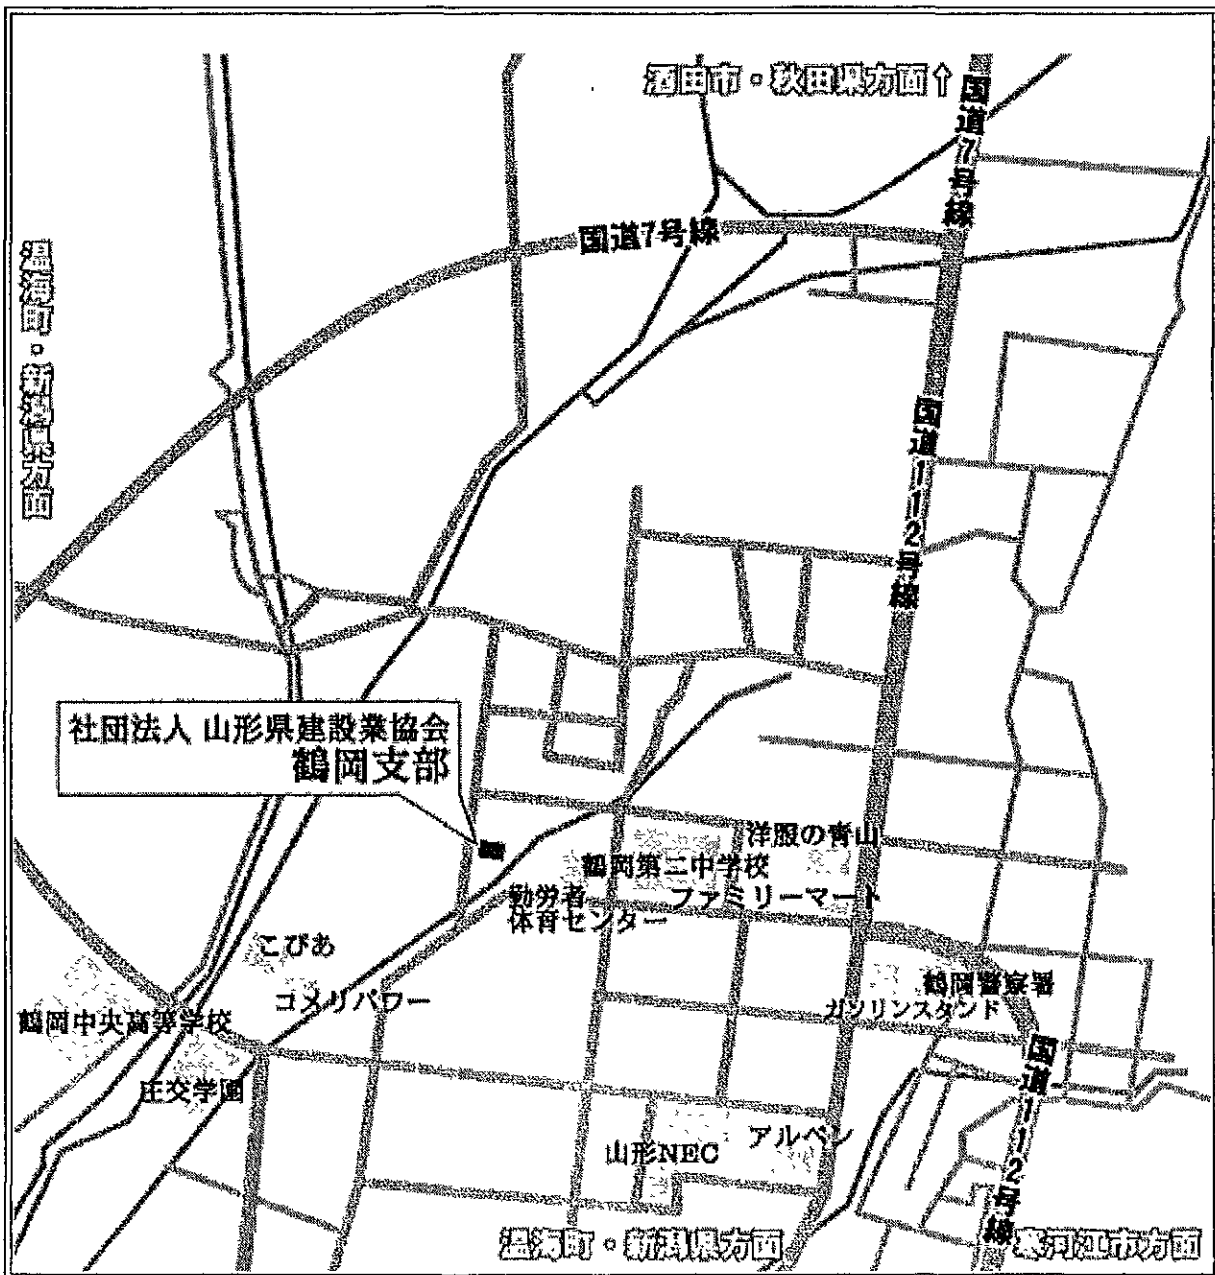 酒田市・秋田県方面↑
国道7号線
国道7号線
温海町・新潟県方面
国道112号線
社団法人 山形県建設業協会
鶴岡支部
洋服の青山
鶴岡第二中学校
勤労者
体育センター
ファミリーマート
こぴあ
コメリパワー
鶴岡中央高等学校
庄交学園
鶴岡警察署
ガソリンスタンド
国道112号線
アルペン
山形NEC
温海町・新潟県方面
寒河江市方面